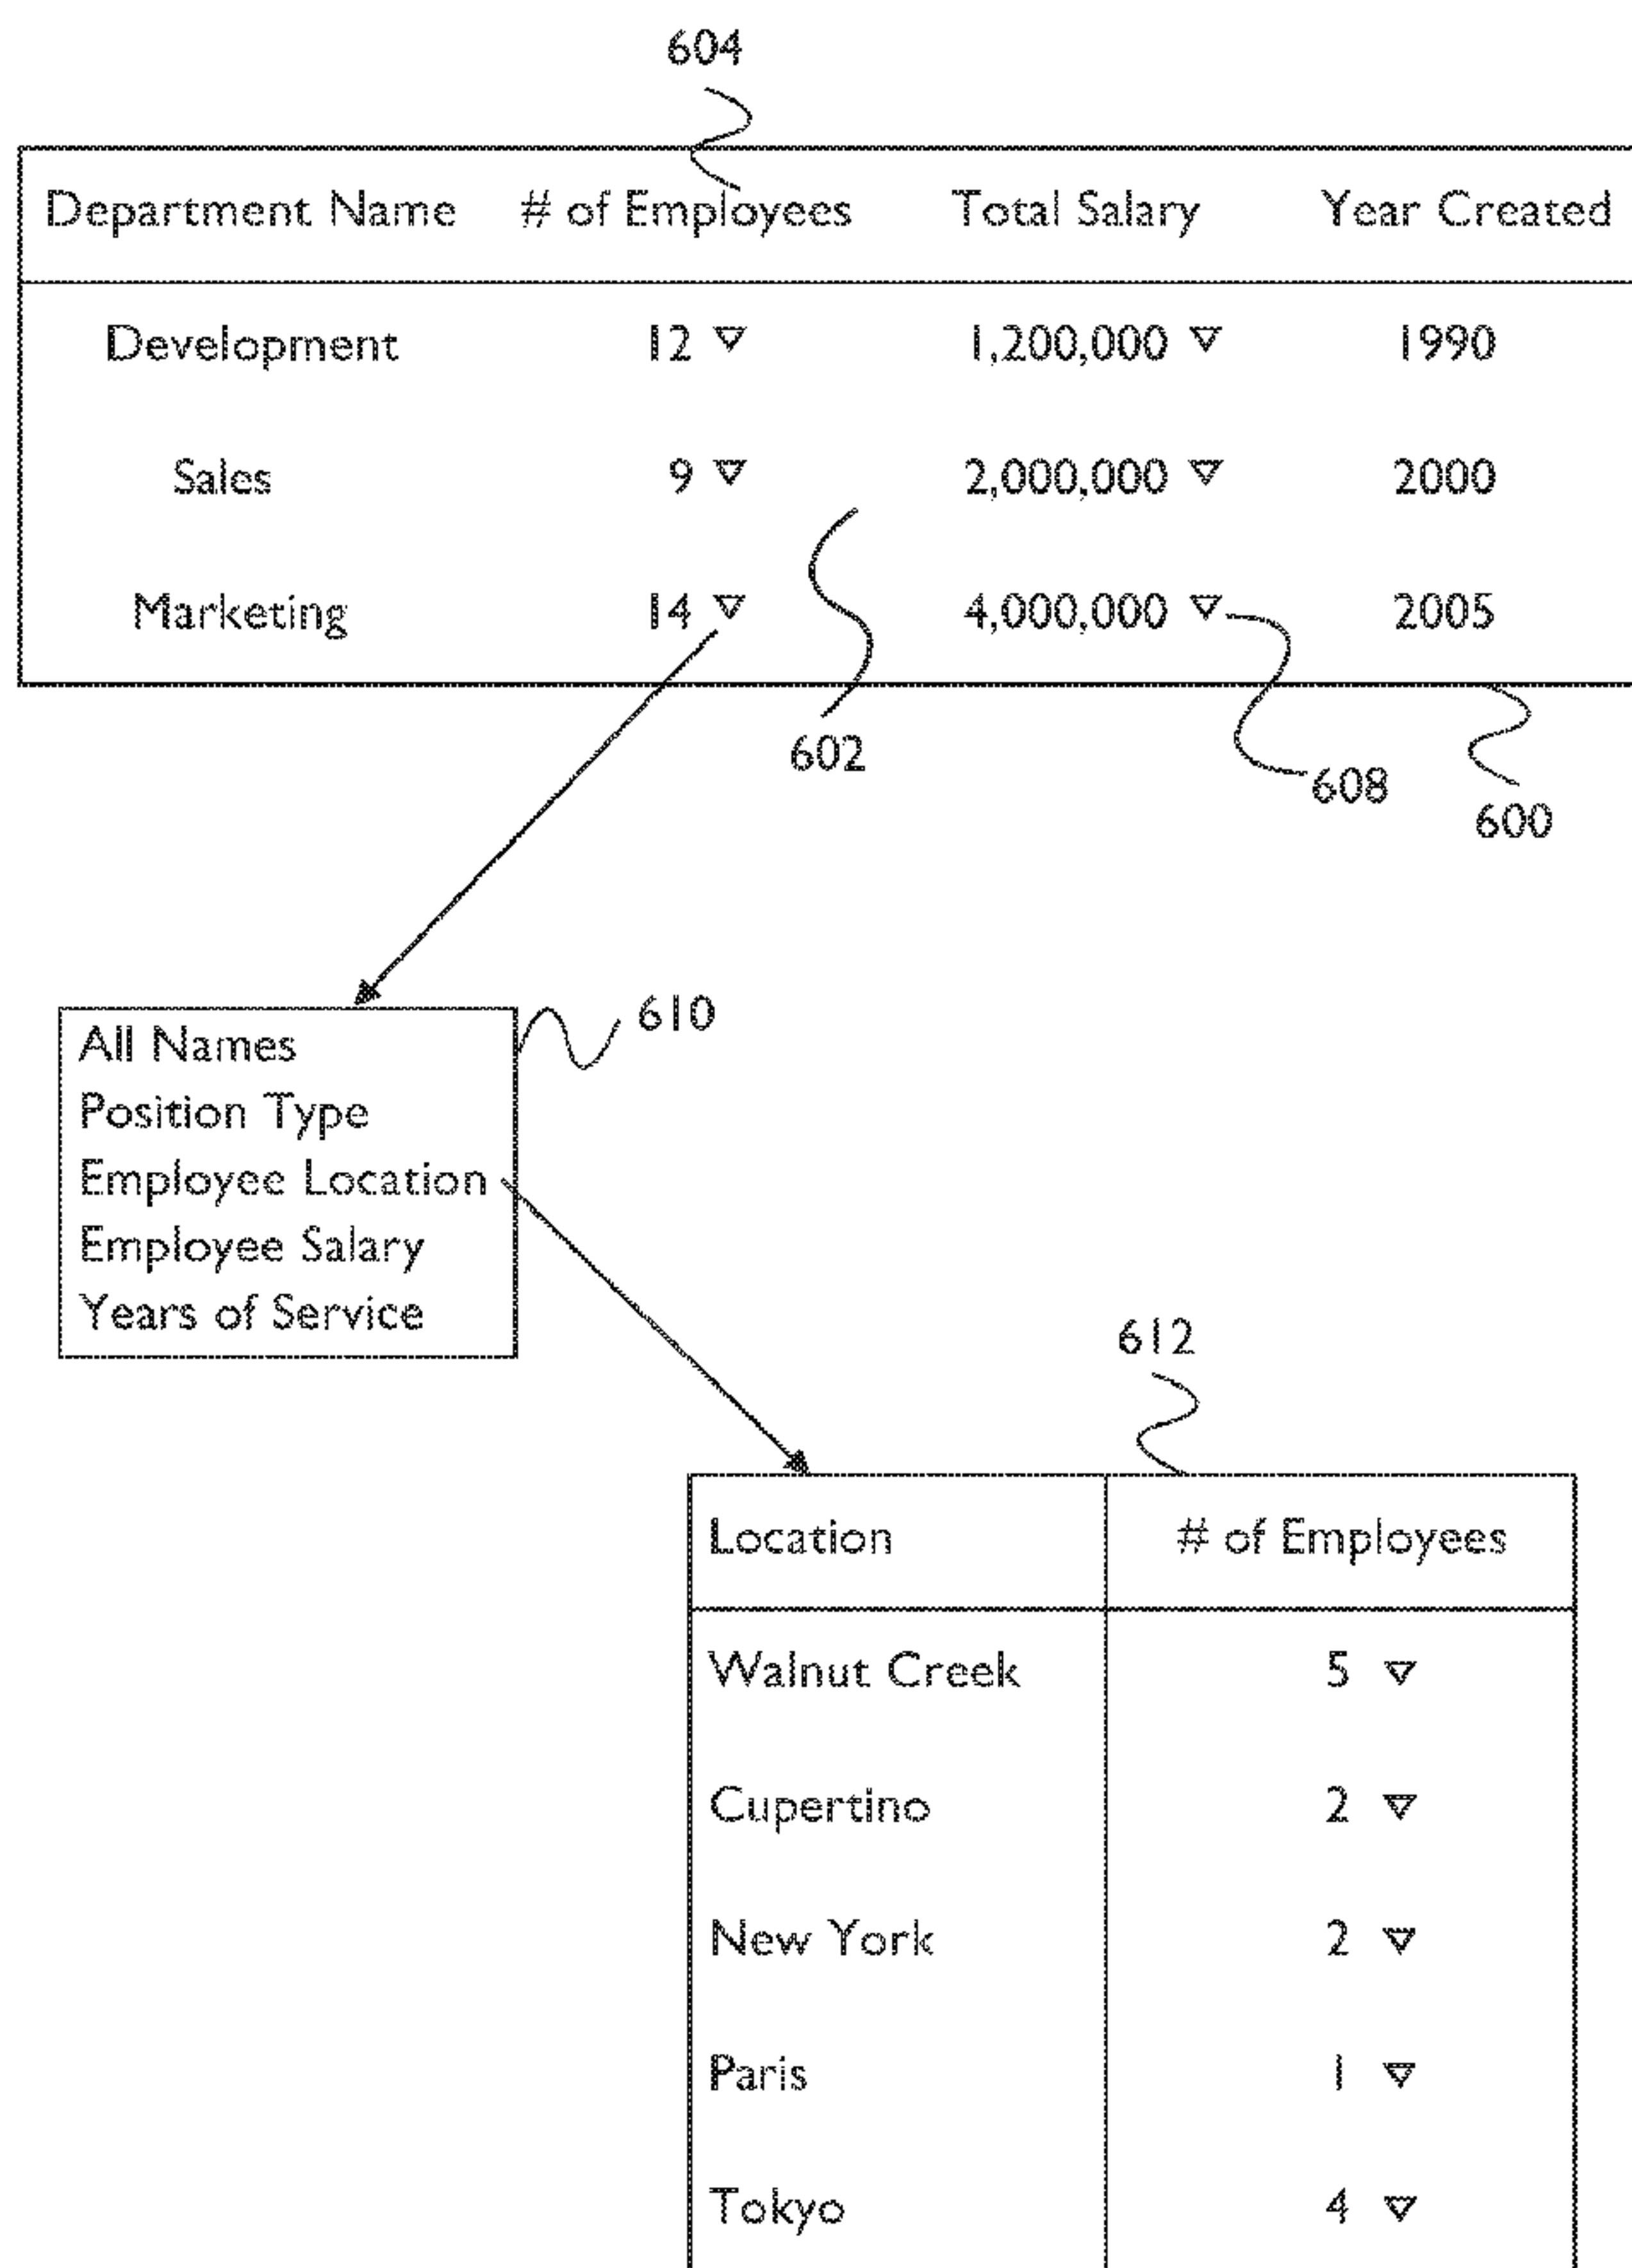 604
Department Name # of Employees Total Salary Year Created
Development 12 ▽ 1,200,000 ▽ 1990
Sales 9 ▽ 2,000,000 ▽ 2000
Marketing 14 ▽ 4,000,000 ▽ 2005
602
608
600
610
All Names
Position Type
Employee Location
Employee Salary
Years of Service
612
Location # of Employees
Walnut Creek 5 ▽
Cupertino 2 ▽
New York 2 ▽
Paris 1 ▽
Tokyo 4 ▽